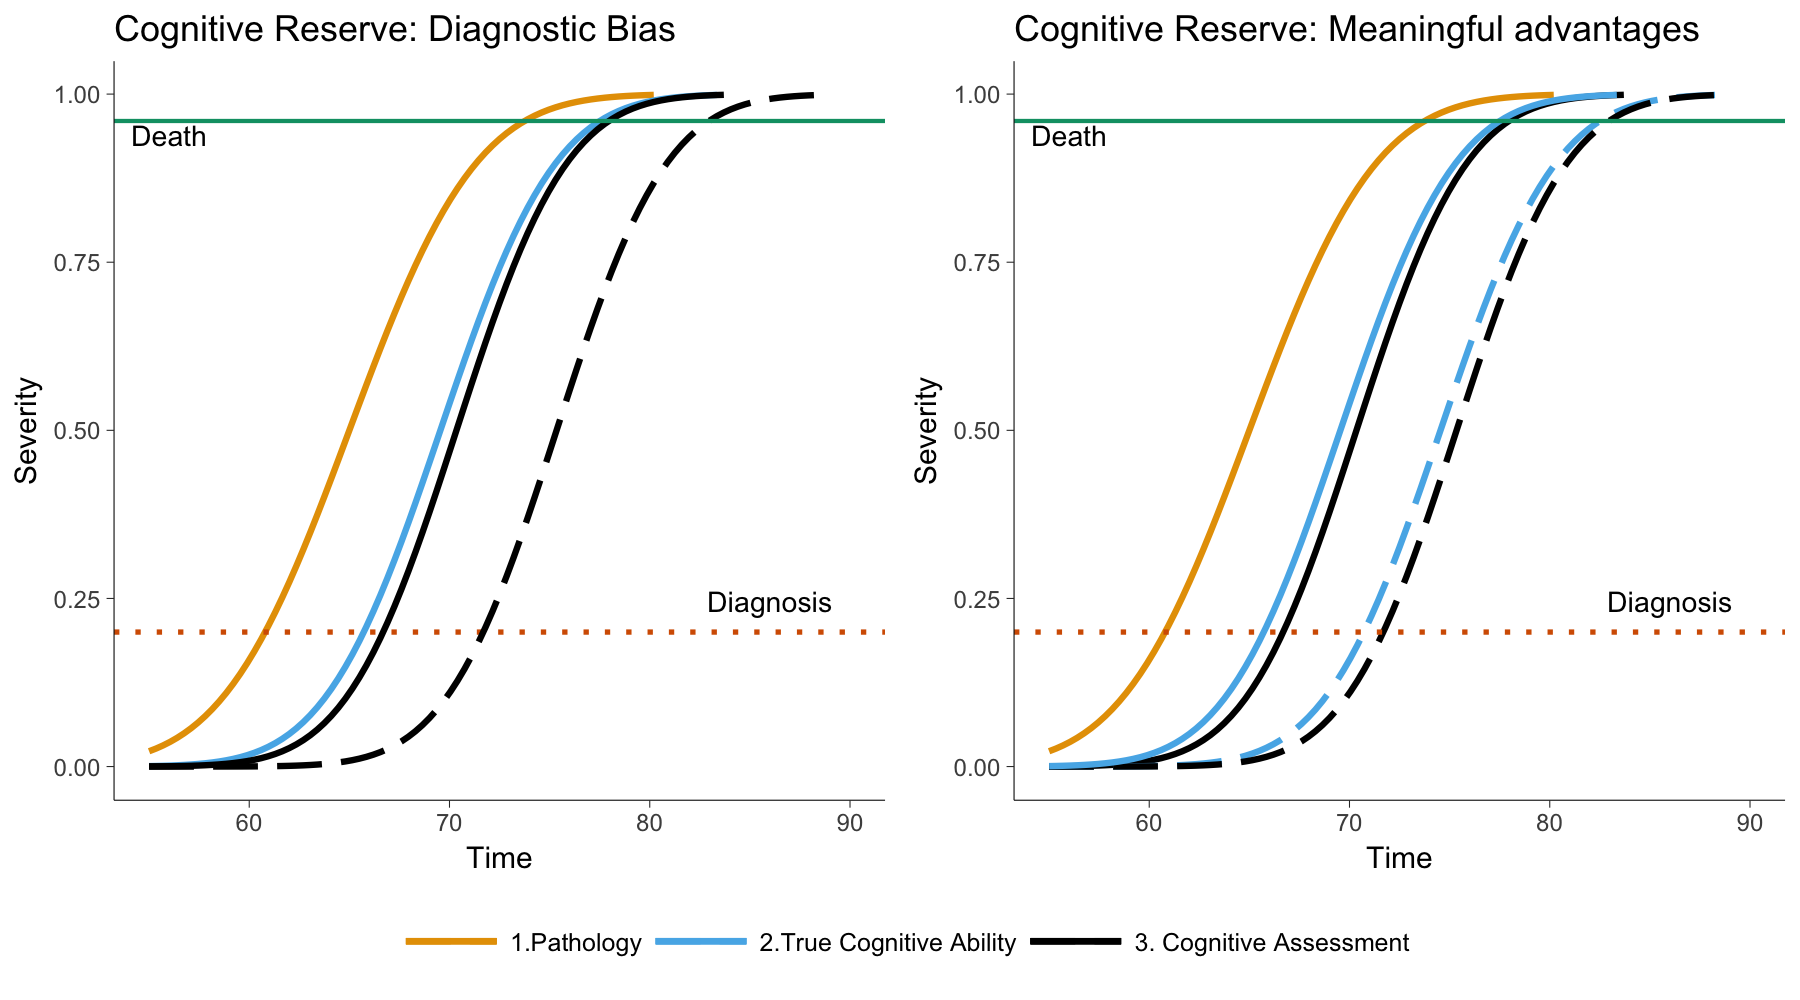 Cognitive Reserve: Diagnostic Bias
1.00
Death
0.75
0.50
Severity
Diagnosis
0.25
0.00
60 70 80 90
Time
Cognitive Reserve: Meaningful advantages
1.00
Death
0.75
0.50
Severity
Diagnosis
0.25
0.00
60 70 80 90
Time
1.Pathology 2.True Cognitive Ability 3. Cognitive Assessment